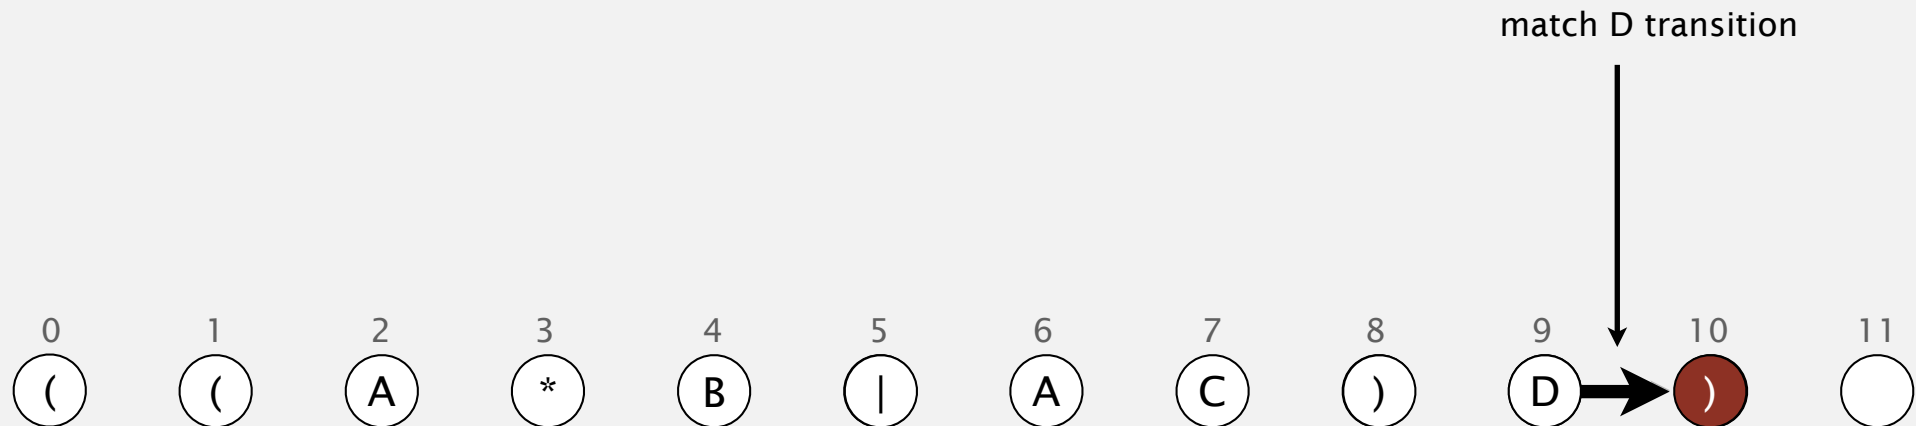 match D transition
0 1 2 3 4 5 6 7 8 9 10 11
( ( A * B | A C ) D )